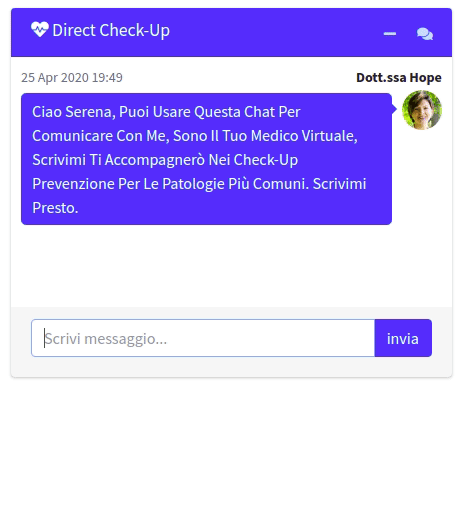 Direct Check-Up
25 Apr 2020 19:49 Dott.ssa Hope
Ciao Serena, Puoi Usare Questa Chat Per
Comunicare Con Me, Sono Il Tuo Medico Virtuale,
Scrivimi Ti Accompagnerò Nei Check-Up
Prevenzione Per Le Patologie Più Comuni. Scrivimi
Presto.
Scrivi messaggio... invia